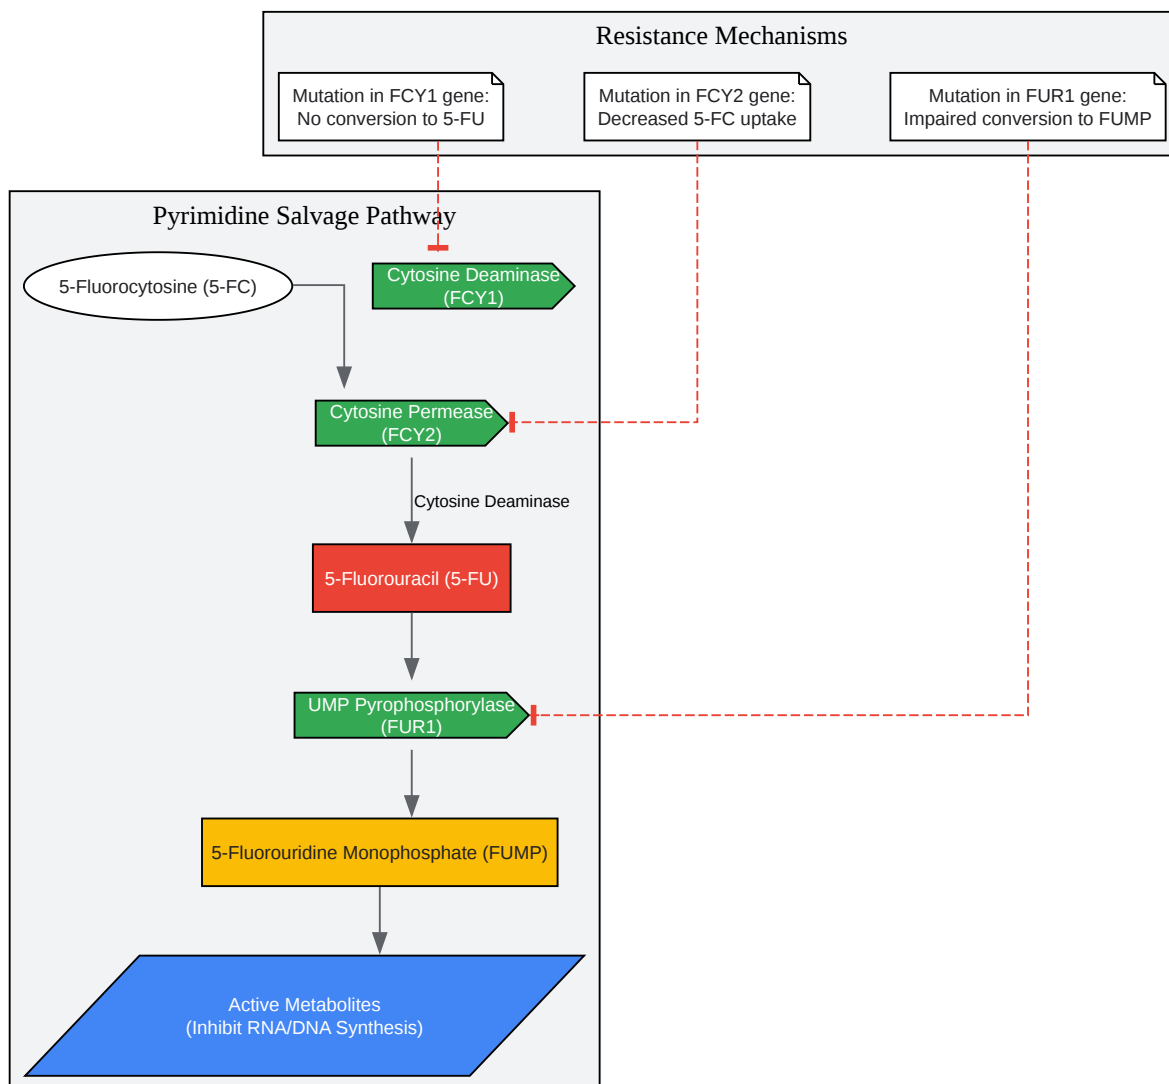 Resistance Mechanisms
Mutation in FCY1 gene:
No conversion to 5-FU
Mutation in FCY2 gene:
Decreased 5-FC uptake
Mutation in FUR1 gene:
Impaired conversion to FUMP
Pyrimidine Salvage Pathway
5-Fluorocytosine (5-FC)
Cytosine Deaminase
(FCY1)
Cytosine Permease
(FCY2)
Cytosine Deaminase
5-Fluorouracil (5-FU)
UMP Pyrophosphorylase
(FUR1)
5-Fluorouridine Monophosphate (FUMP)
Active Metabolites
(Inhibit RNA/DNA Synthesis)